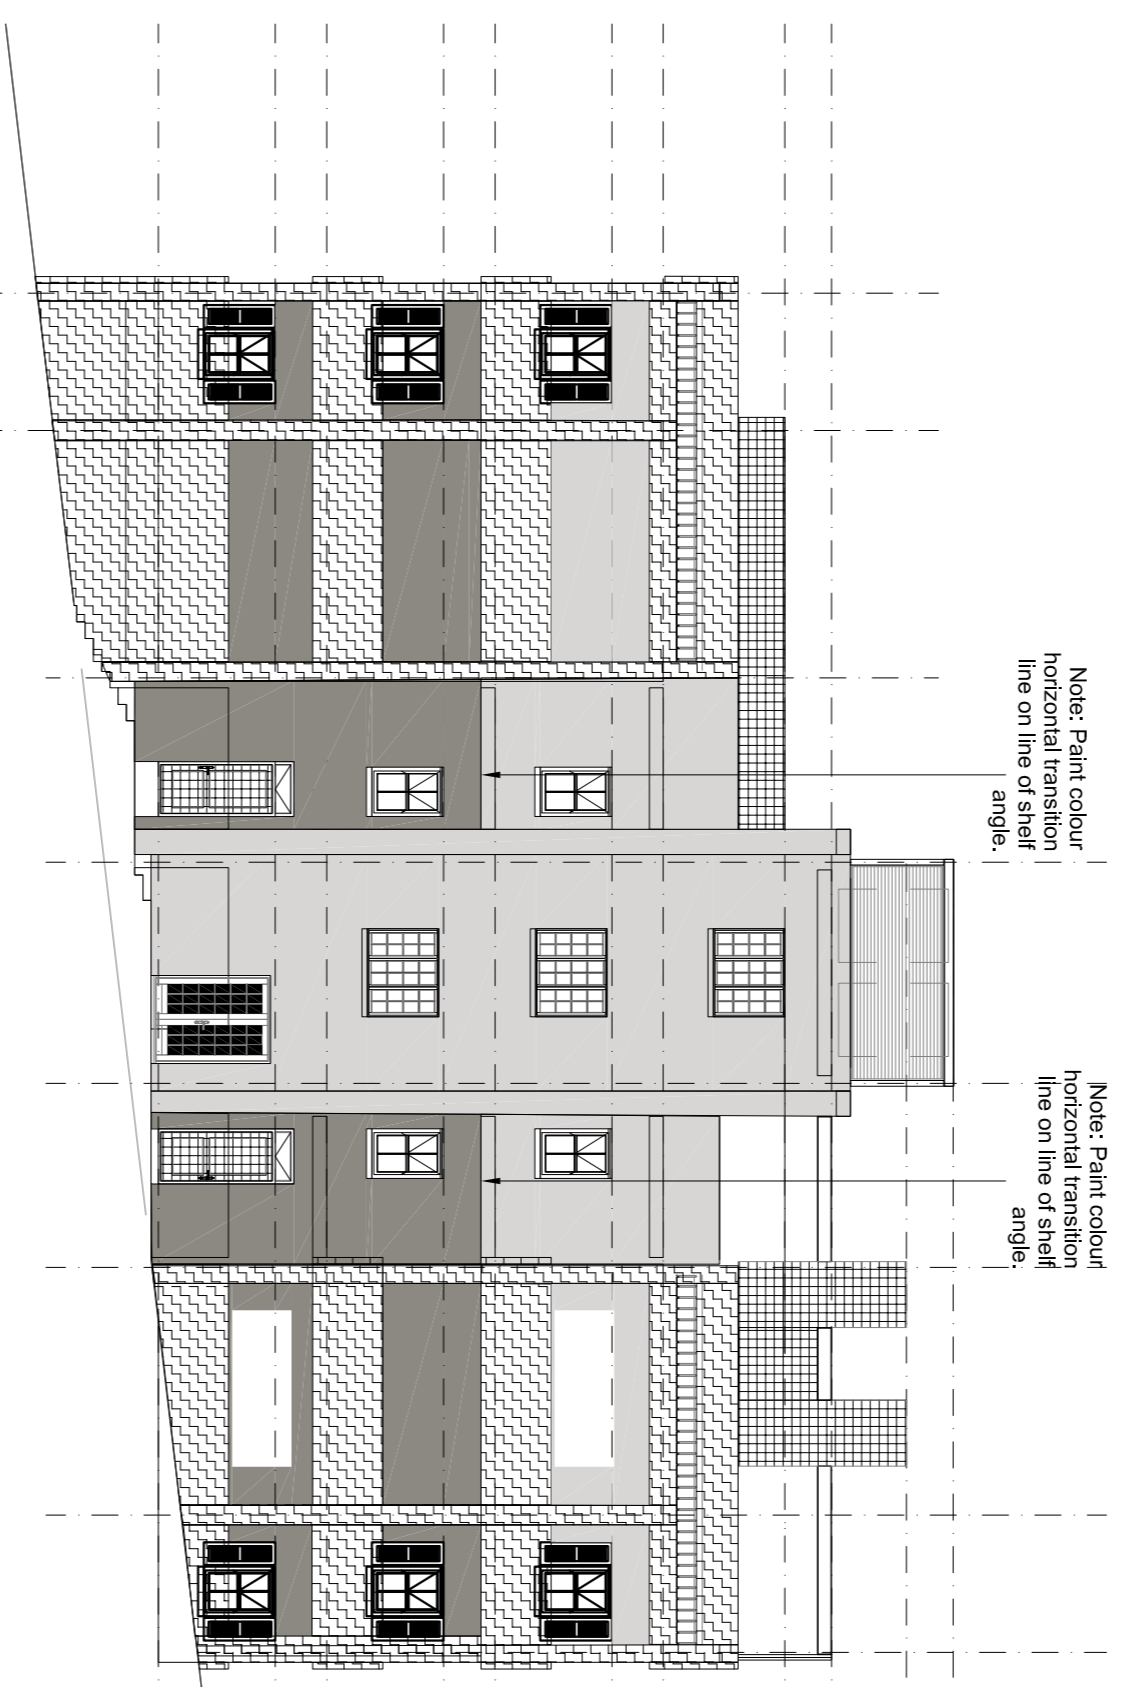 Note: Paint colour
horizontal transition
line on line of shelf
angle.
Note: Paint colour
horizontal transition
line on line of shelf
angle.